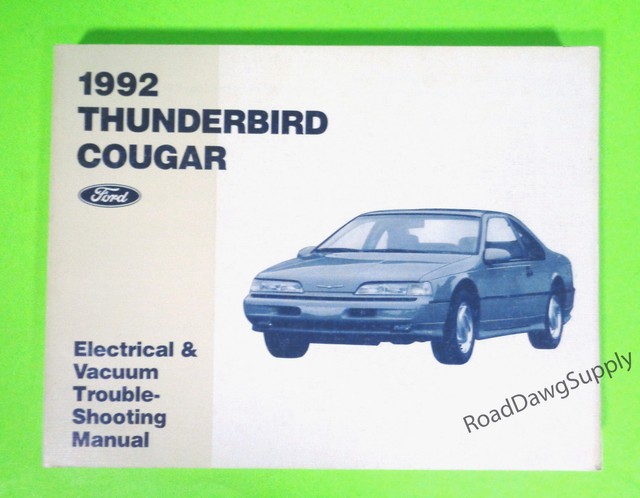 1992
THUNDERBIRD
COUGAR
Ford
Electrical &
Vacuum
Trouble-
Shooting
Manual
RoadDawgSupply